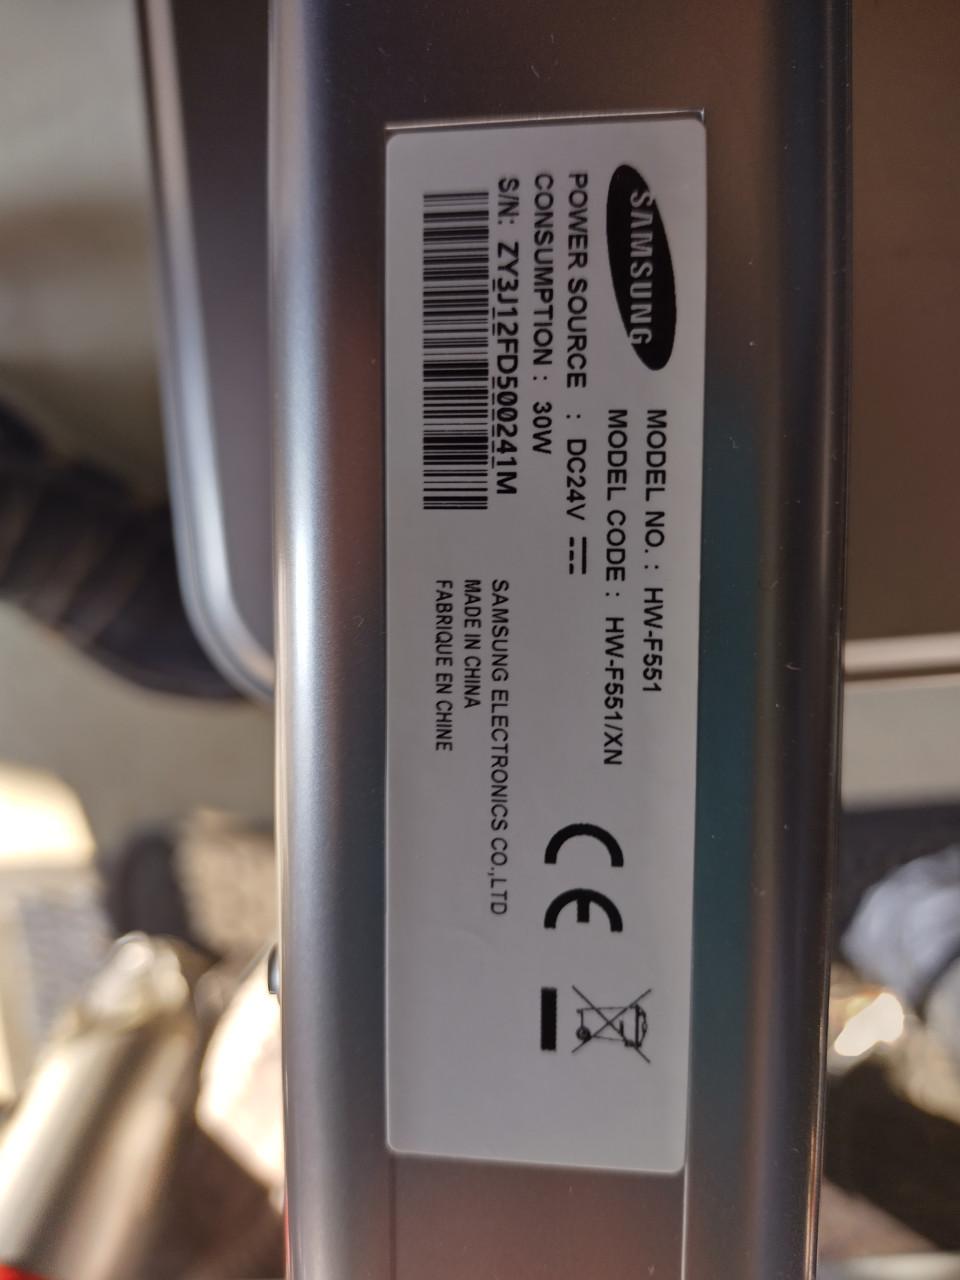 SAMSUNG
MODEL NO. : HW-F551
MODEL CODE : HW-F551/XN
POWER SOURCE : DC24V
CONSUMPTION : 30W
S/N: ZY3J12FD500241M
SAMSUNG ELECTRONICS CO.,LTD
MADE IN CHINA
FABRIQUE EN CHINE
CE